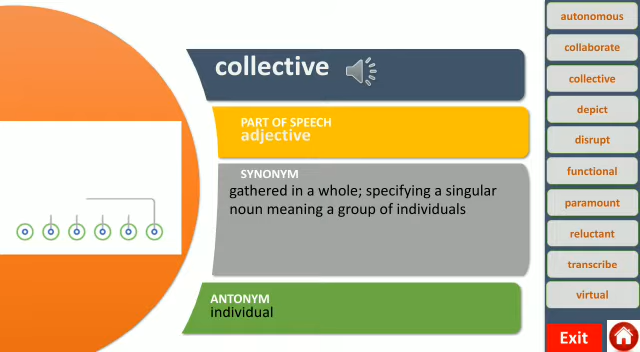 collective
PART OF SPEECH
adjective
SYNONYM
gathered in a whole; specifying a singular
noun meaning a group of individuals
ANTONYM
individual
autonomous
collaborate
collective
depict
disrupt
functional
paramount
reluctant
transcribe
virtual
Exit